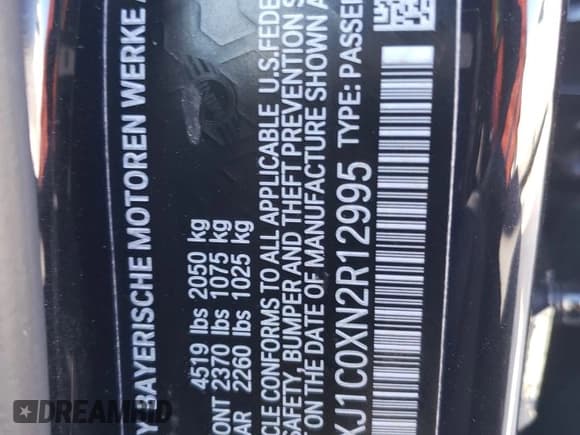 Y BAYERISCHE MOTOREN WERKE
4519 lbs 2050 kg
ONT 2370 lbs 1075 kg
AR 2260 lbs 1025 kg
CLE CONFORMS TO ALL APPLICABLE U.S.FEDE
SAFETY, BUMPER AND THEFT PREVENTION S
ON THE DATE OF MANUFACTURE SHOWN A
KJ1C0XN2R12995 TYPE: PASSE
DREAMRAID